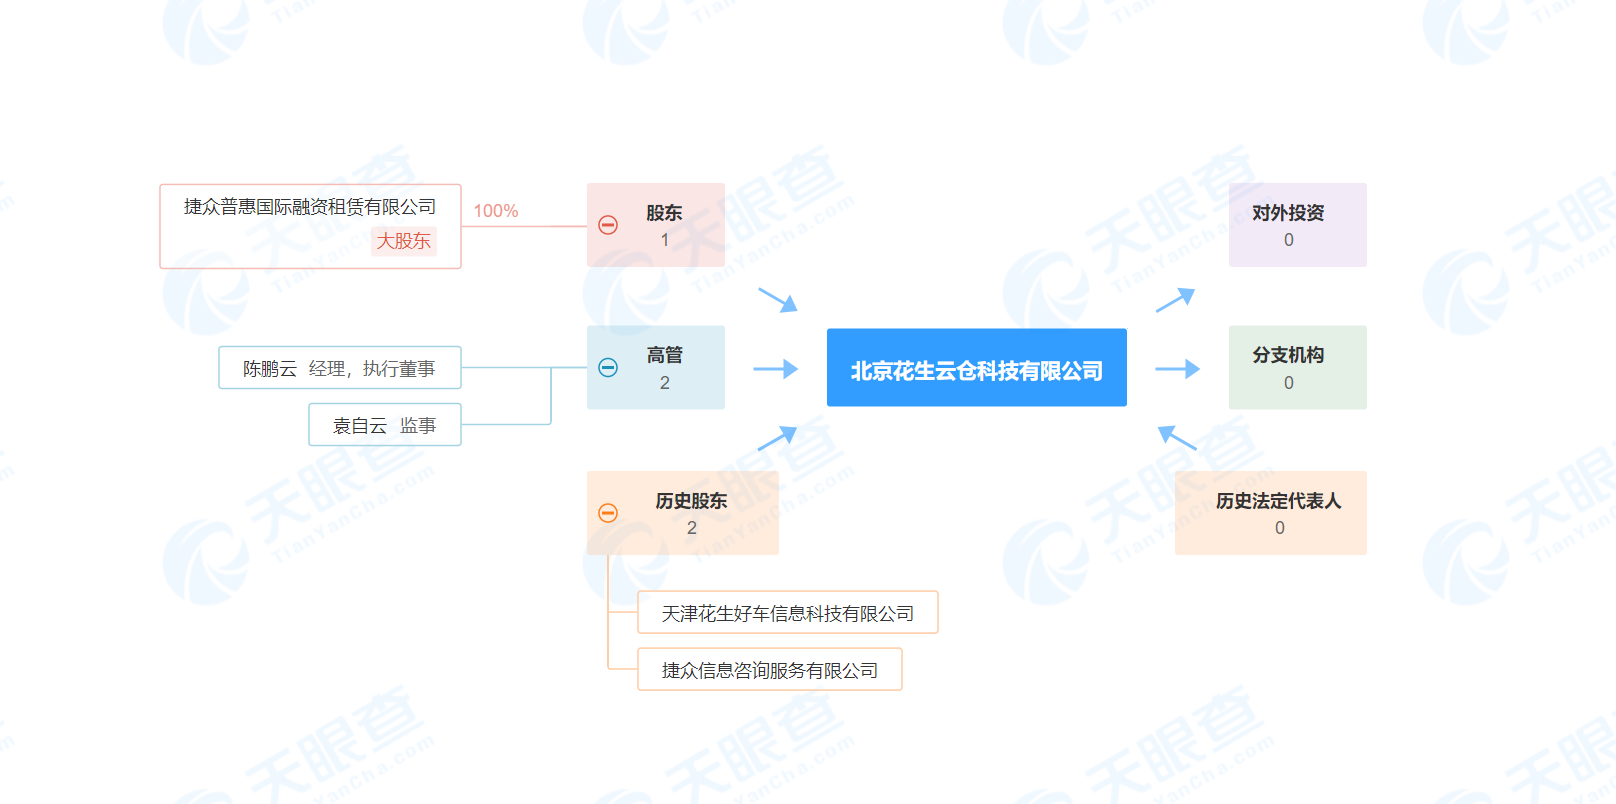 捷众普惠国际融资租赁有限公司
大股东
100%
股东
1
陈鹏云 经理，执行董事
袁自云 监事
高管
2
历史股东
2
天津花生好车信息科技有限公司
捷众信息咨询服务有限公司
北京花生云仓科技有限公司
对外投资
0
分支机构
0
历史法定代表人
0
天眼查
TianYanCha.com